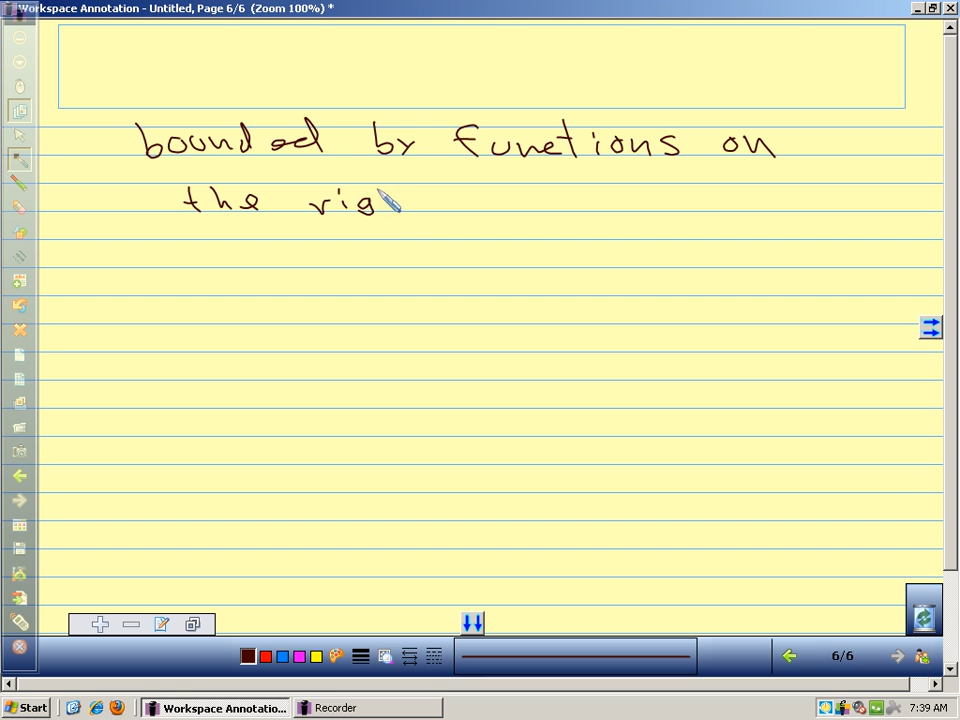 Workspace Annotation - Untitled, Page 6/6 (Zoom 100%) *
bounded by functions on
the rig
6/6
Start
Workspace Annotatio...
Recorder
7:39 AM